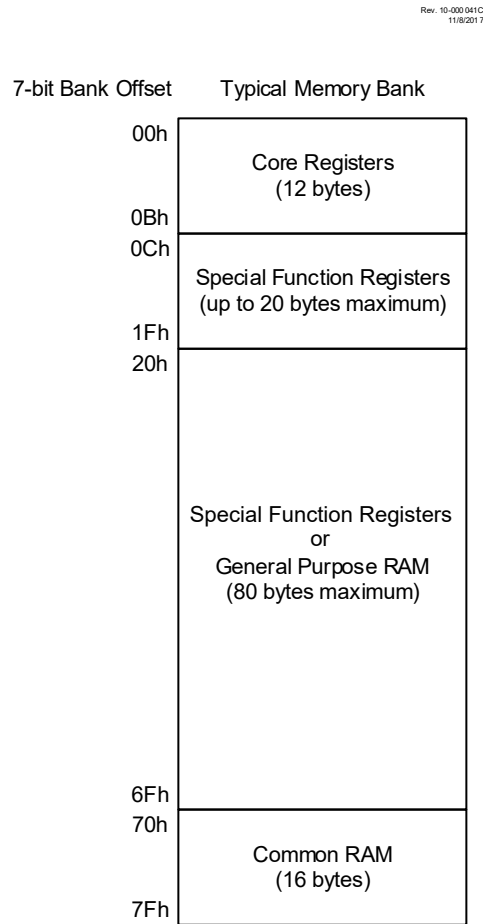 Rev. 10-000041C
11/8/2017
7-bit Bank Offset Typical Memory Bank
00h
Core Registers
(12 bytes)
0Bh
0Ch
Special Function Registers
(up to 20 bytes maximum)
1Fh
20h
Special Function Registers
or
General Purpose RAM
(80 bytes maximum)
6Fh
70h
Common RAM
(16 bytes)
7Fh